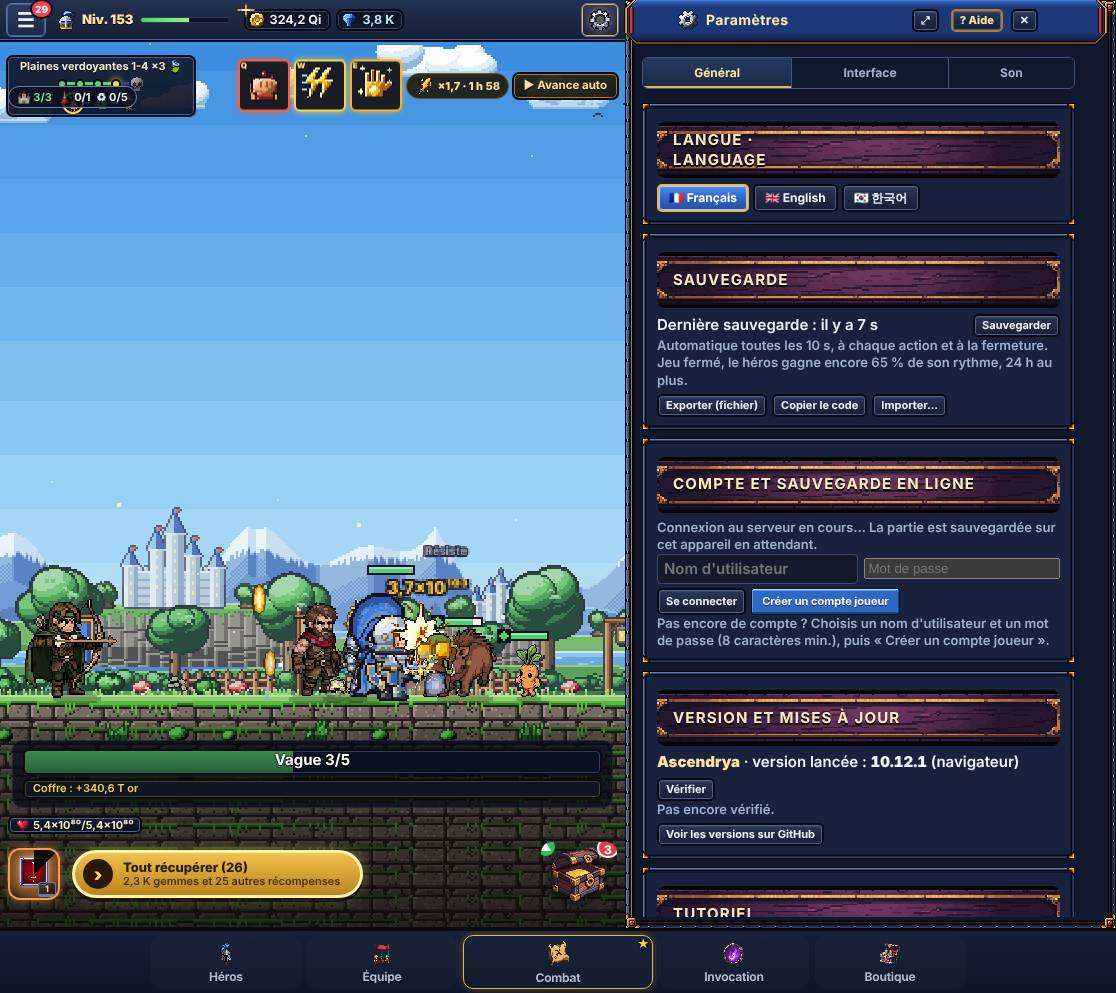 29
Niv. 153
324,2 Qi
3,8 K
Plaines verdoyantes 1-4 ×3
3/3 0/1 0/5
Q
W
E
×1,7 · 1 h 58
Avance auto
Résiste
Vague 3/5
Coffre : +340,6 T or
5,4×10⁸⁰/5,4×10⁸⁰
1
Tout récupérer (26)
2,3 K gemmes et 25 autres récompenses
3
Paramètres
? Aide
Général
Interface
Son
LANGUE ·
LANGUAGE
Français
English
한국어
SAUVEGARDE
Dernière sauvegarde : il y a 7 s
Sauvegarder
Automatique toutes les 10 s, à chaque action et à la fermeture.
Jeu fermé, le héros gagne encore 65 % de son rythme, 24 h au
plus.
Exporter (fichier)
Copier le code
Importer...
COMPTE ET SAUVEGARDE EN LIGNE
Connexion au serveur en cours... La partie est sauvegardée sur
cet appareil en attendant.
Nom d'utilisateur
Mot de passe
Se connecter
Créer un compte joueur
Pas encore de compte ? Choisis un nom d'utilisateur et un mot
de passe (8 caractères min.), puis « Créer un compte joueur ».
VERSION ET MISES À JOUR
Ascendrya · version lancée : 10.12.1 (navigateur)
Vérifier
Pas encore vérifié.
Voir les versions sur GitHub
TUTORIEL
Héros
Équipe
Combat
Invocation
Boutique